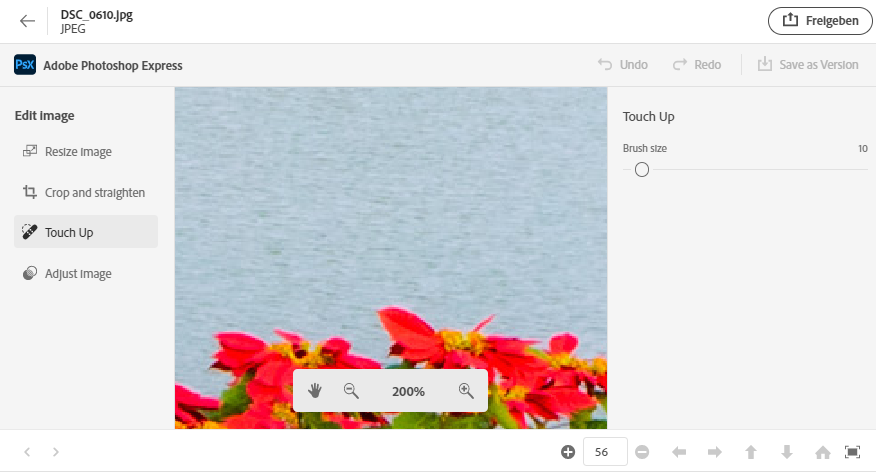 DSC_0610.jpg
JPEG
Freigeben
PsX Adobe Photoshop Express
Undo
Redo
Save as Version
Edit image
Resize image
Crop and straighten
Touch Up
Adjust image
Touch Up
Brush size 10
200%
56